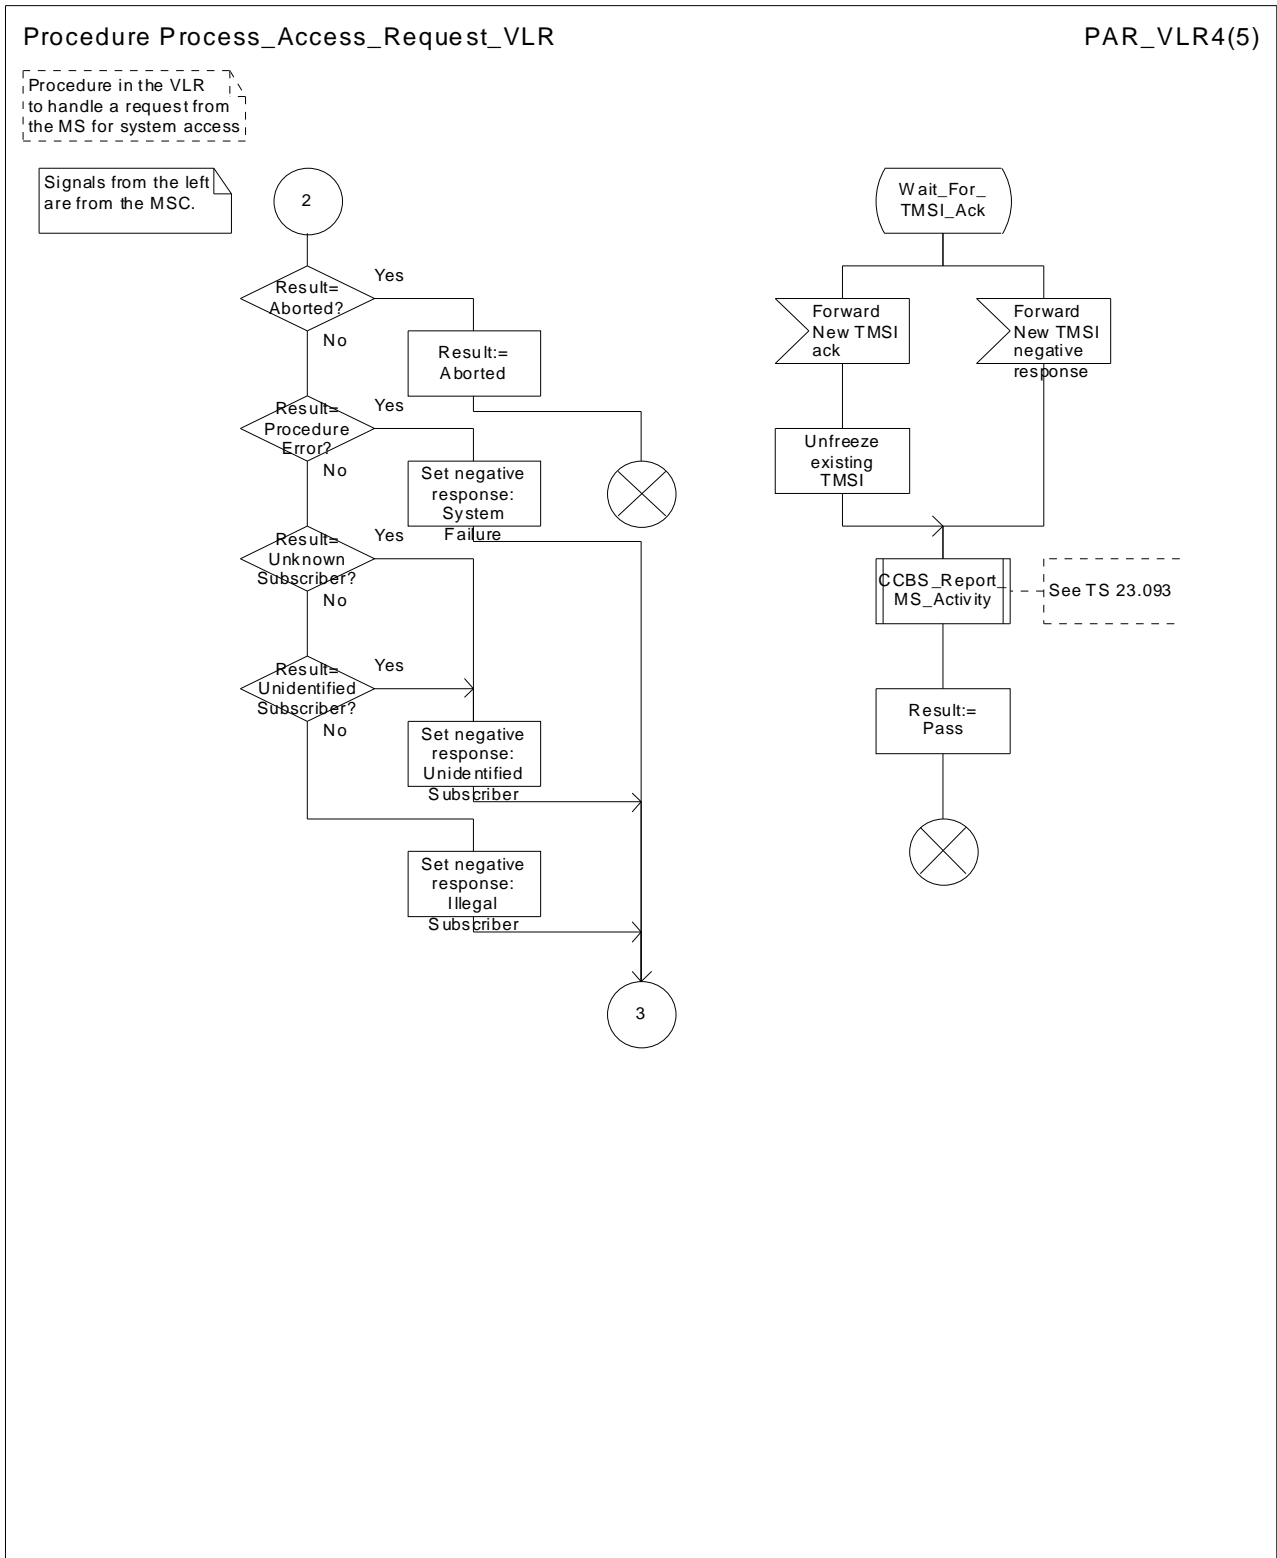 Procedure Process_Access_Request_VLR
PAR_VLR4(5)
Procedure in the VLR
to handle a request from
the MS for system access
Signals from the left
are from the MSC.
2
Result=
Aborted?
Yes
No
Result:=
Aborted
Result=
Procedure
Error?
Yes
No
Set negative
response:
System
Failure
Result=
Unknown
Subscriber?
Yes
No
Result=
Unidentified
Subscriber?
Yes
No
Set negative
response:
Unidentified
Subscriber
Set negative
response:
Illegal
Subscriber
3
Wait_For_
TMSI_Ack
Forward
New TMSI
ack
Forward
New TMSI
negative
response
Unfreeze
existing
TMSI
CCBS_Report_
MS_Activity
See TS 23.093
Result:=
Pass